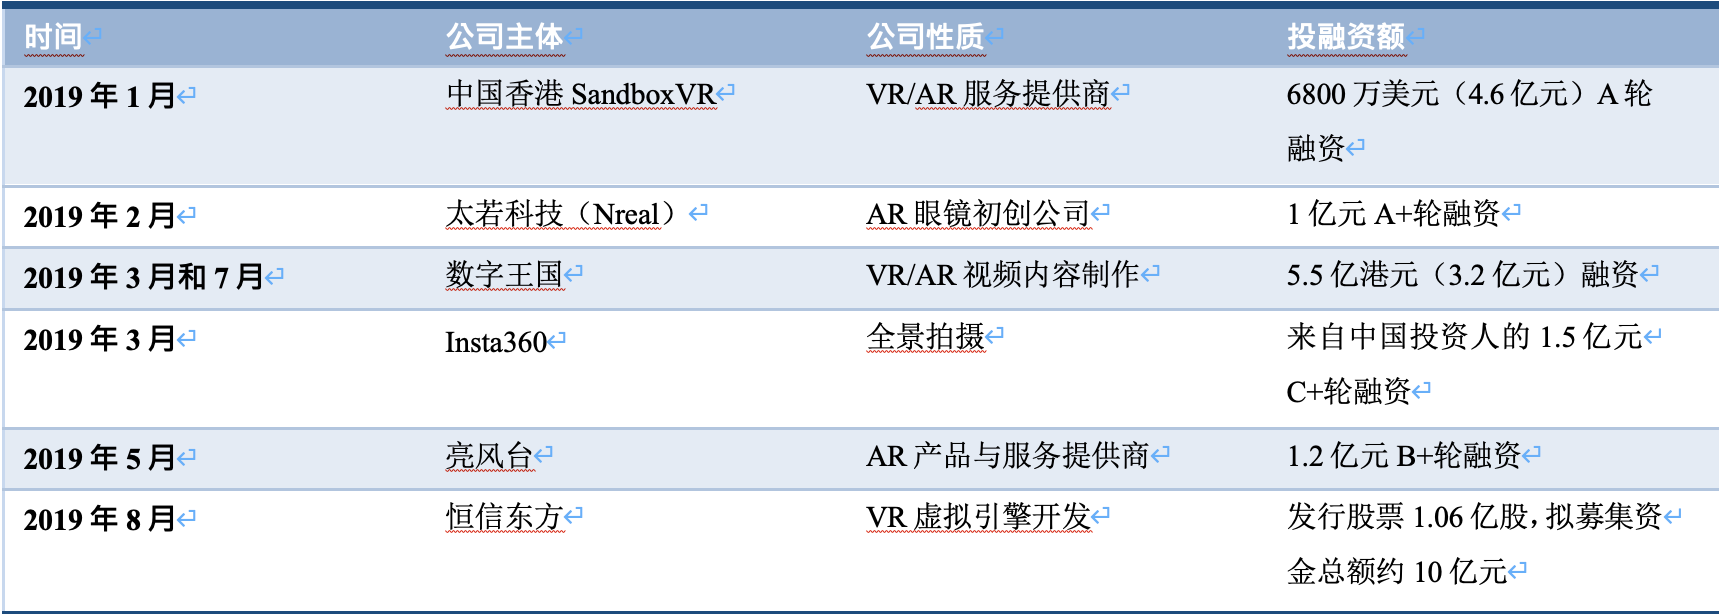 时间 公司主体 公司性质 投融资额
2019 年 1 月 中国香港 SandboxVR VR/AR 服务提供商 6800 万美元（4.6 亿元）A 轮
融资
2019 年 2 月 太若科技（Nreal） AR 眼镜初创公司 1 亿元 A+轮融资
2019 年 3 月和 7 月 数字王国 VR/AR 视频内容制作 5.5 亿港元（3.2 亿元）融资
2019 年 3 月 Insta360 全景拍摄 来自中国投资人的 1.5 亿元
C+轮融资
2019 年 5 月 亮风台 AR 产品与服务提供商 1.2 亿元 B+轮融资
2019 年 8 月 恒信东方 VR 虚拟引擎开发 发行股票 1.06 亿股，拟募集资
金总额约 10 亿元